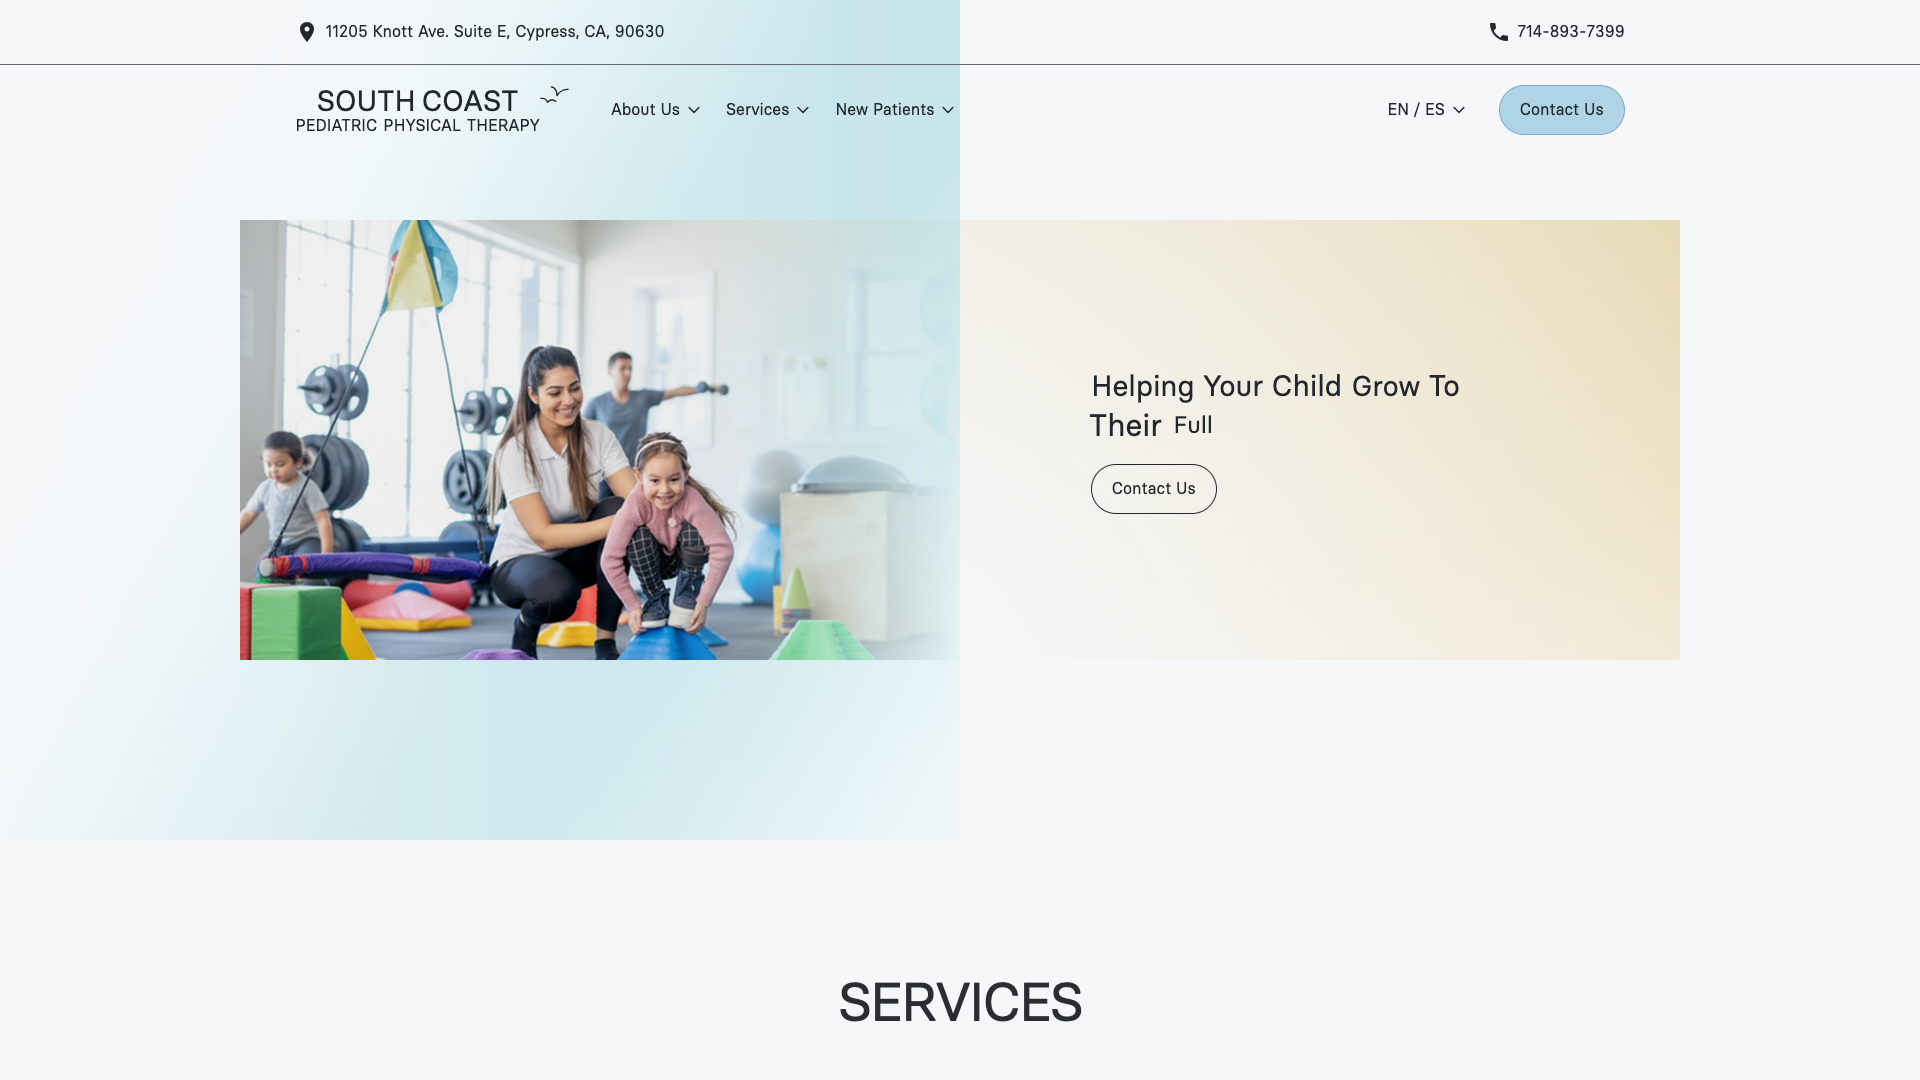 11205 Knott Ave. Suite E, Cypress, CA, 90630
714-893-7399
SOUTH COAST
PEDIATRIC PHYSICAL THERAPY
About Us
Services
New Patients
EN / ES
Contact Us
Helping Your Child Grow To
Their Full
Contact Us
SERVICES